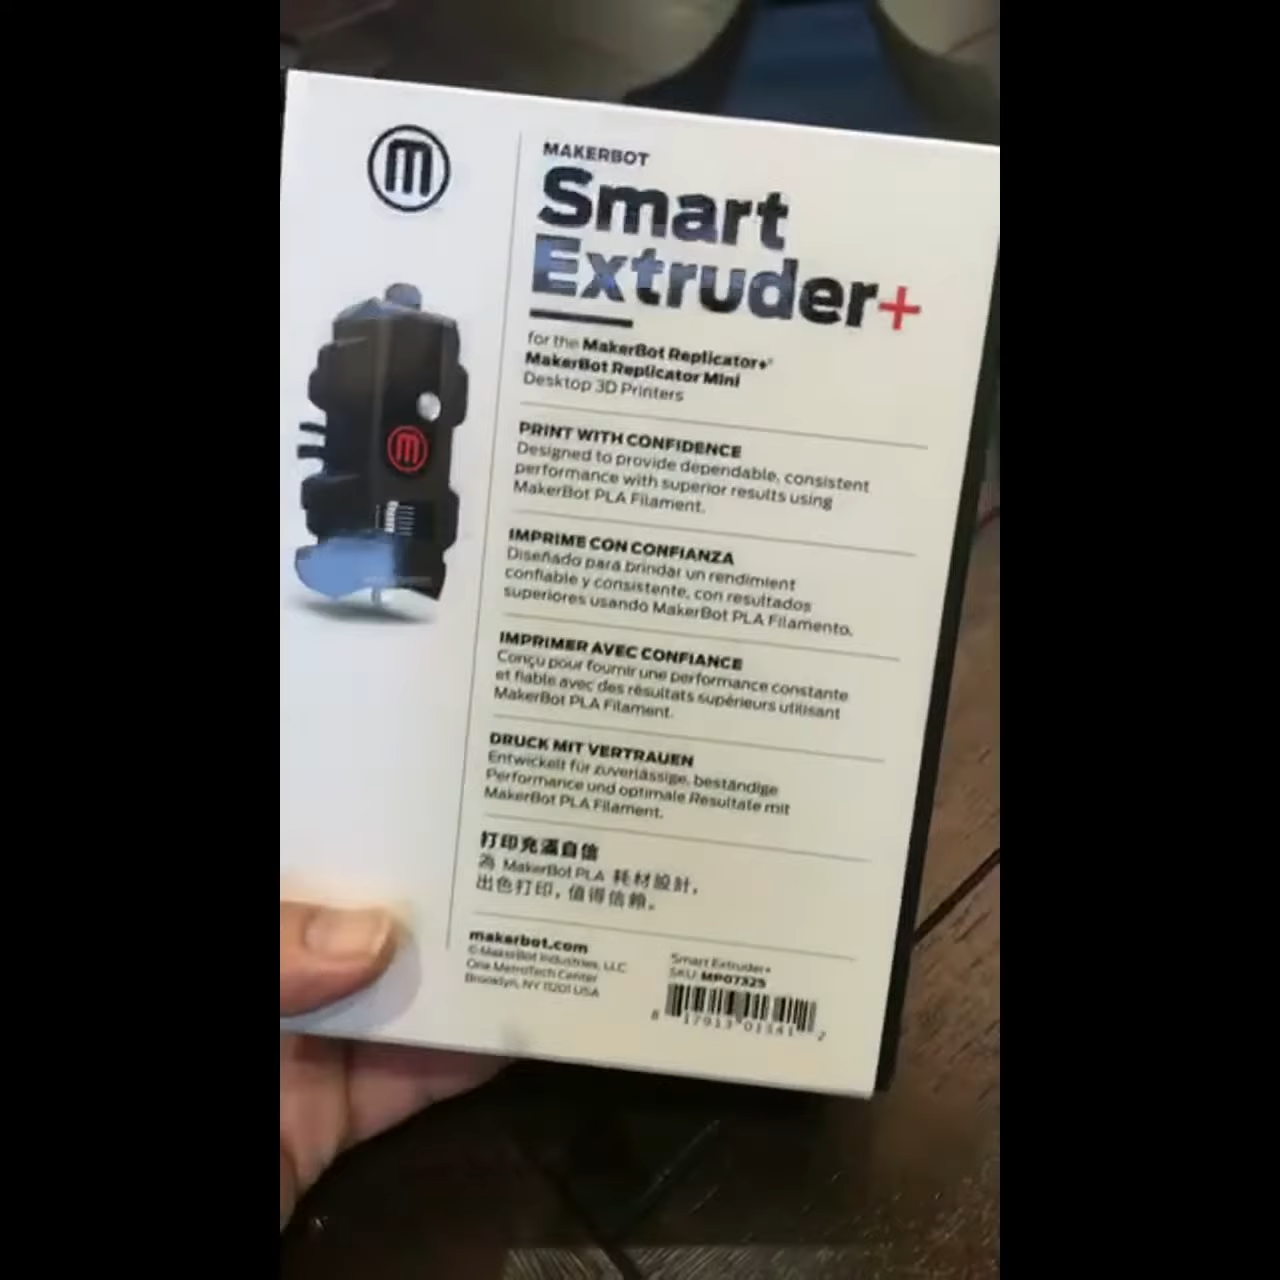 MAKERBOT
Smart
Extruder+
for the MakerBot Replicator+
MakerBot Replicator Mini
Desktop 3D Printers
PRINT WITH CONFIDENCE
Designed to provide dependable, consistent
performance with superior results using
MakerBot PLA Filament.
IMPRIME CON CONFIANZA
Diseñado para brindar un rendimient
confiable y consistente, con resultados
superiores usando MakerBot PLA Filamento.
IMPRIMER AVEC CONFIANCE
Conçu pour fournir une performance constante
et fiable avec des résultats supérieurs utilisant
MakerBot PLA Filament.
DRUCK MIT VERTRAUEN
Entwickelt für zuverlässige, beständige
Performance und optimale Resultate mit
MakerBot PLA Filament.
打印充滿自信
為 MakerBot PLA 耗材設計,
出色打印, 值得信賴。
makerbot.com
© MakerBot Industries, LLC
One MetroTech Center
Brooklyn, NY 11201 USA
Smart Extruder+
SKU MP07325
8 17913 01341 2